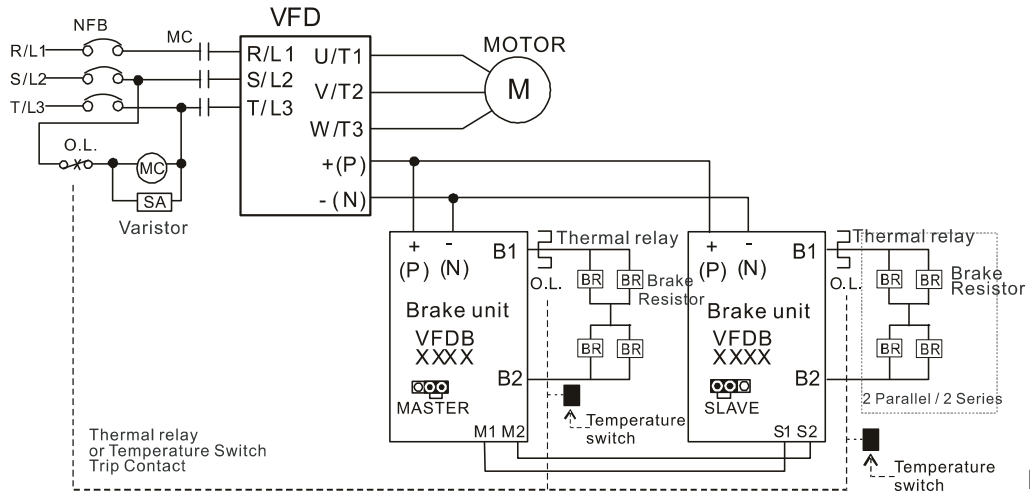 VFD
NFB
MC
R/L1
S/L2
T/L3
R/L1
S/L2
T/L3
U/T1
V/T2
W/T3
+(P)
-(N)
MOTOR
M
O.L.
MC
SA
Varistor
+
(P)
-
(N)
B1
Brake unit
VFDB
XXXX
MASTER
B2
M1 M2
Thermal relay
O.L.
BR
BR
Brake
Resistor
BR
BR
Temperature
switch
+
(P)
-
(N)
B1
Brake unit
VFDB
XXXX
SLAVE
B2
S1 S2
Thermal relay
O.L.
BR
BR
Brake
Resistor
BR
BR
2 Parallel / 2 Series
Temperature
switch
Thermal relay
or Temperature Switch
Trip Contact